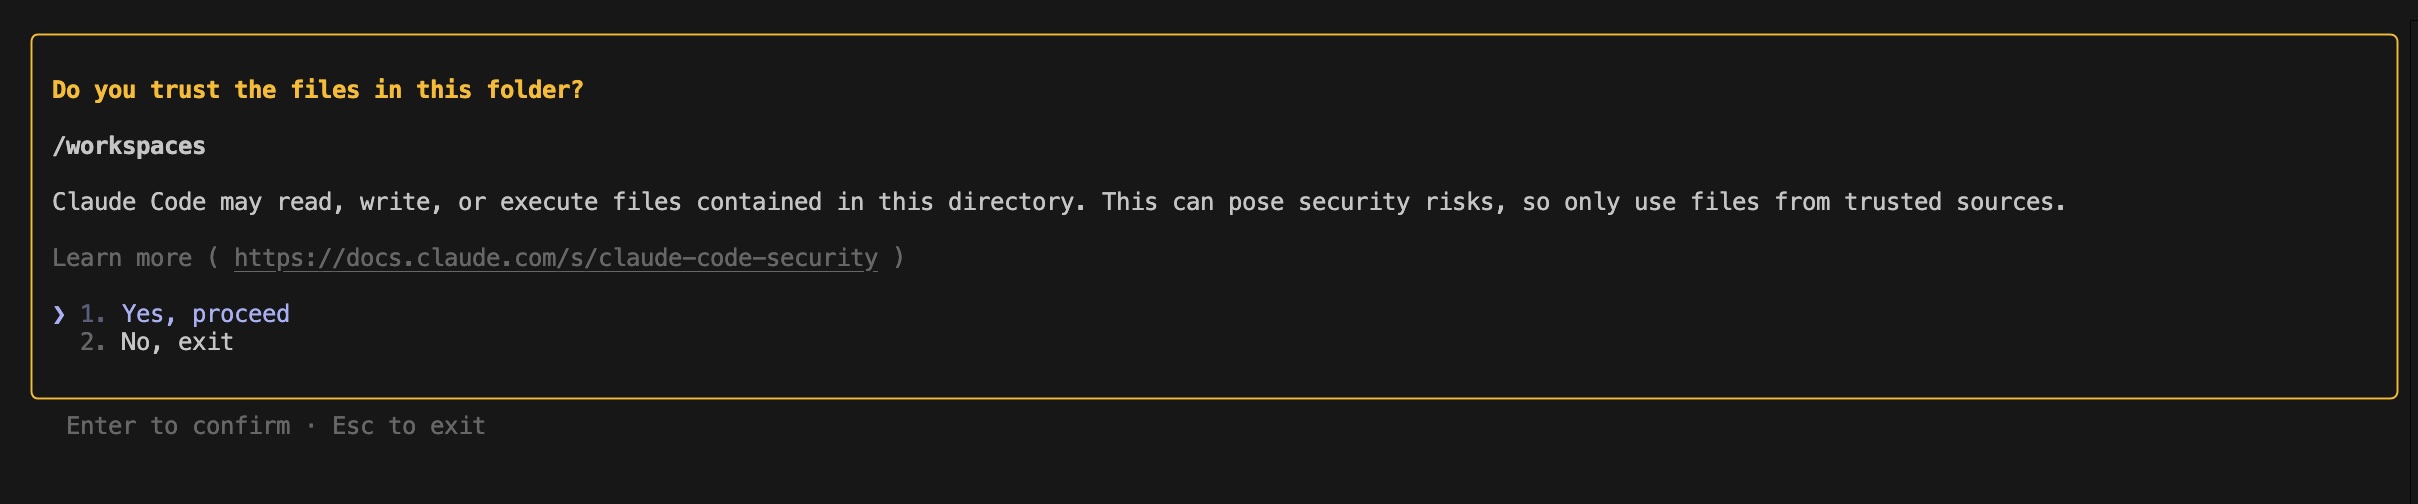 Do you trust the files in this folder?
/workspaces
Claude Code may read, write, or execute files contained in this directory. This can pose security risks, so only use files from trusted sources.
Learn more ( https://docs.claude.com/s/claude-code-security )
❯ 1. Yes, proceed
2. No, exit
Enter to confirm · Esc to exit